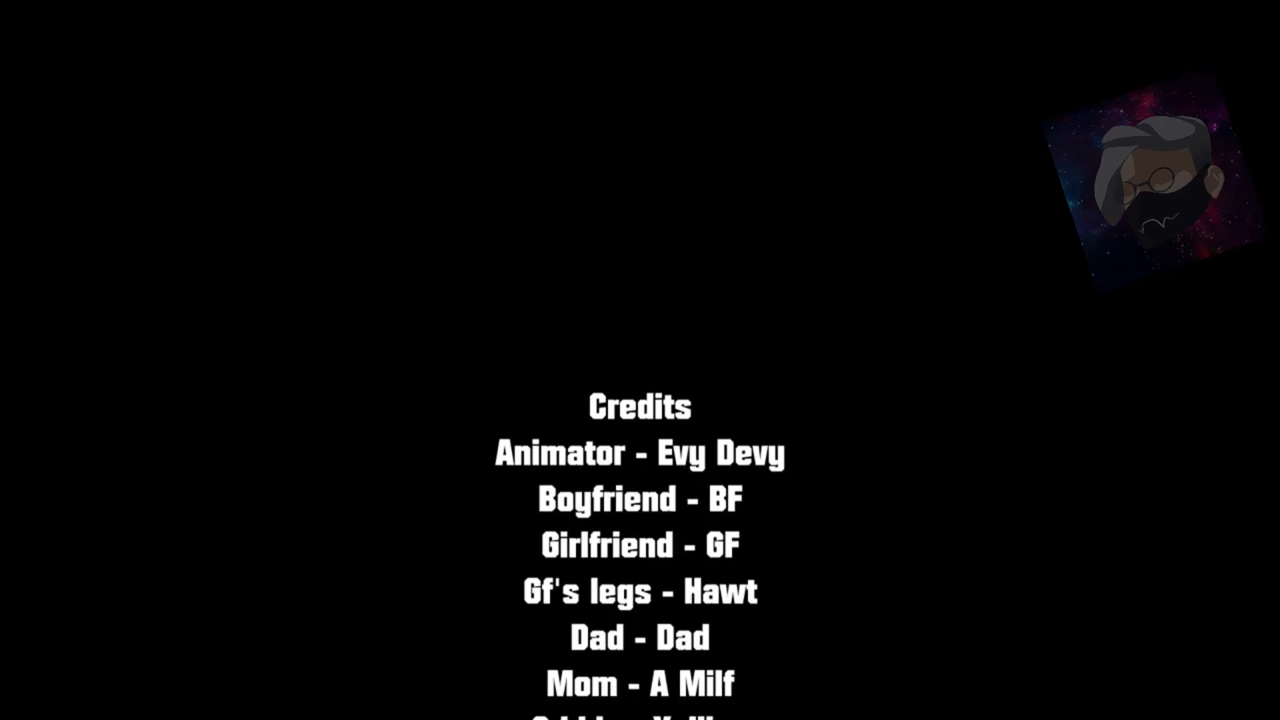 Credits
Animator - Evy Devy
Boyfriend - BF
Girlfriend - GF
Gf's legs - Hawt
Dad - Dad
Mom - A Milf